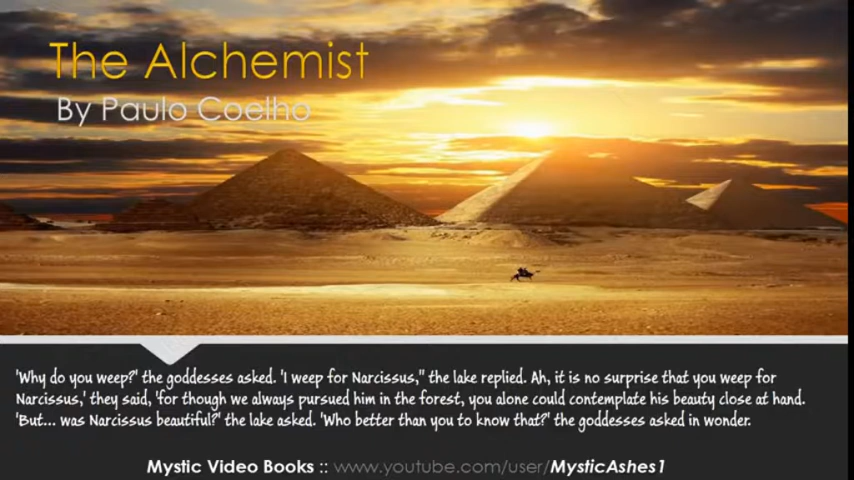 The Alchemist
By Paulo Coelho
'Why do you weep?' the goddesses asked. 'I weep for Narcissus," the lake replied. Ah, it is no surprise that you weep for
Narcissus,' they said, 'for though we always pursued him in the forest, you alone could contemplate his beauty close at hand.
'But... was Narcissus beautiful?' the lake asked. 'Who better than you to know that?' the goddesses asked in wonder.
Mystic Video Books :: www.youtube.com/user/MysticAshes1